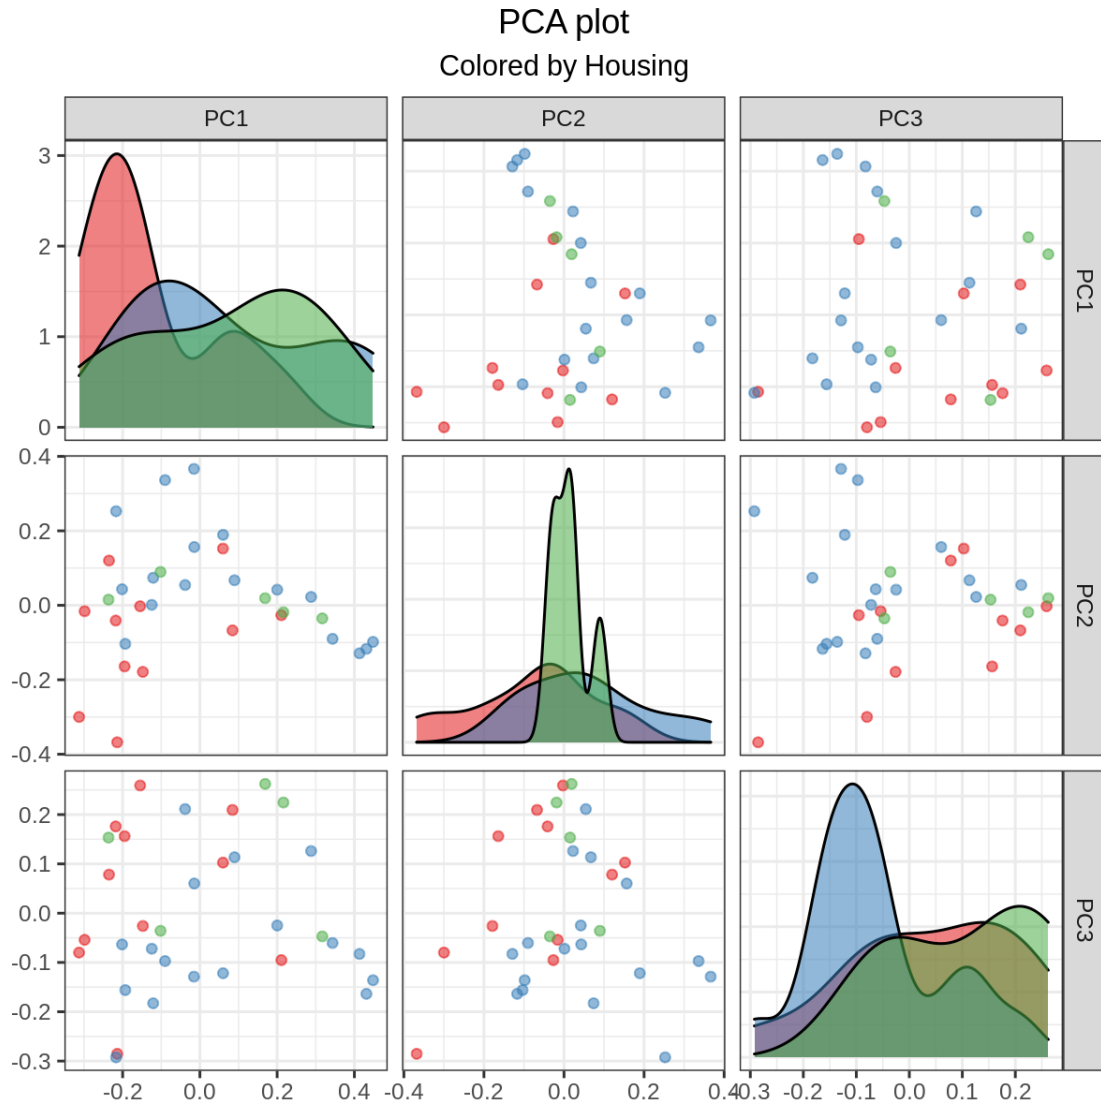 PCA plot
Colored by Housing
PC1
PC2
PC3
3
2
1
0
PC1
0.4
0.2
0.0
-0.2
-0.4
PC2
0.2
0.1
0.0
-0.1
-0.2
-0.3
PC3
-0.2 0.0 0.2 0.4
-0.4 -0.2 0.0 0.2 0.4
-0.3 -0.2 -0.1 0.0 0.1 0.2